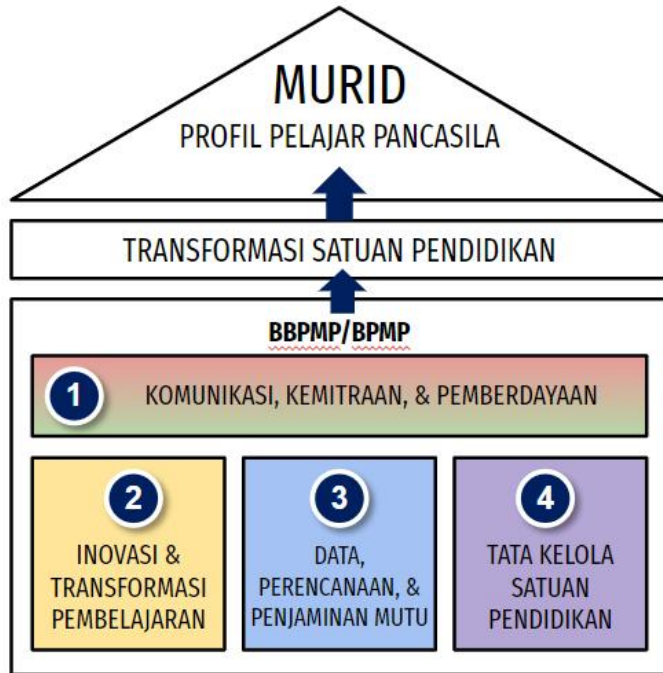 MURID
PROFIL PELAJAR PANCASILA
TRANSFORMASI SATUAN PENDIDIKAN
BBPMP/BPMP
1
KOMUNIKASI, KEMITRAAN, & PEMBERDAYAAN
2
INOVASI &
TRANSFORMASI
PEMBELAJARAN
3
DATA,
PERENCANAAN, &
PENJAMINAN MUTU
4
TATA KELOLA
SATUAN
PENDIDIKAN